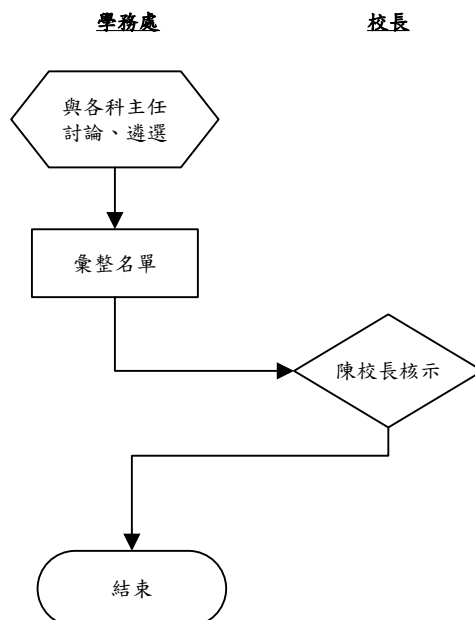 學務處
校長
與各科主任
討論、遴選
彙整名單
陳校長核示
結束